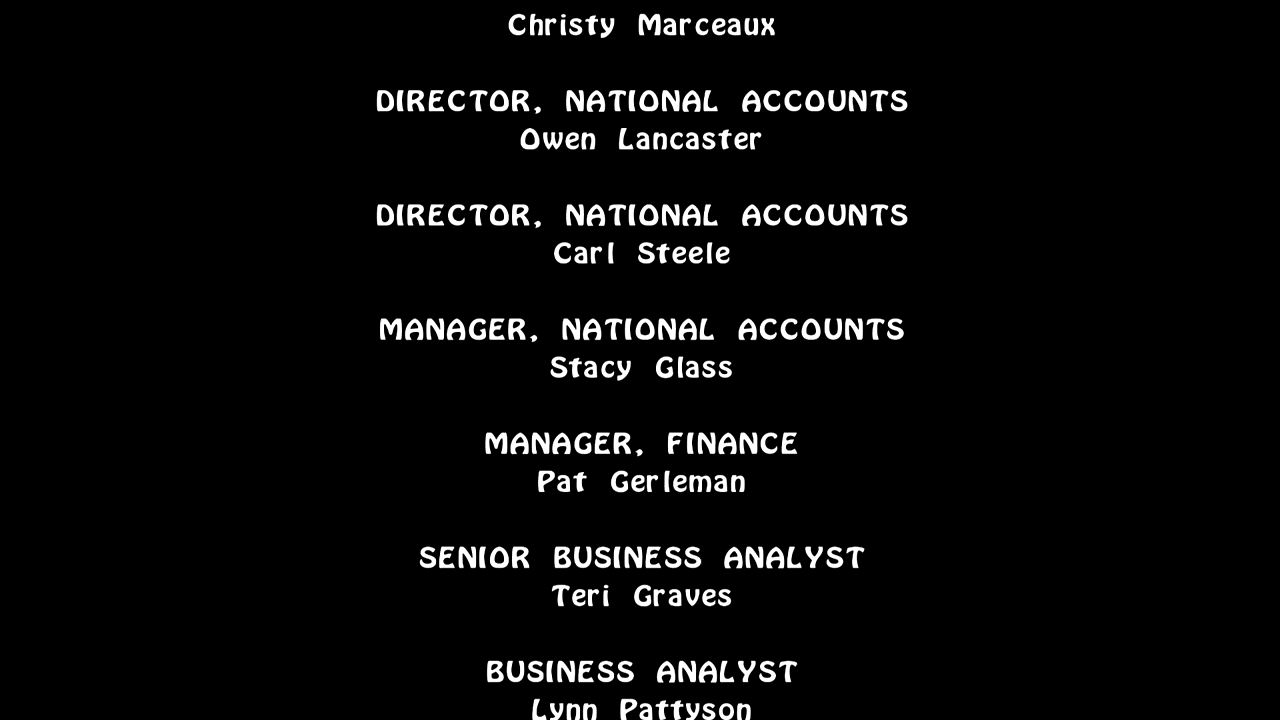 Christy Marceaux
DIRECTOR, NATIONAL ACCOUNTS
Owen Lancaster
DIRECTOR, NATIONAL ACCOUNTS
Carl Steele
MANAGER, NATIONAL ACCOUNTS
Stacy Glass
MANAGER, FINANCE
Pat Gerleman
SENIOR BUSINESS ANALYST
Teri Graves
BUSINESS ANALYST
Lynn Pattyson